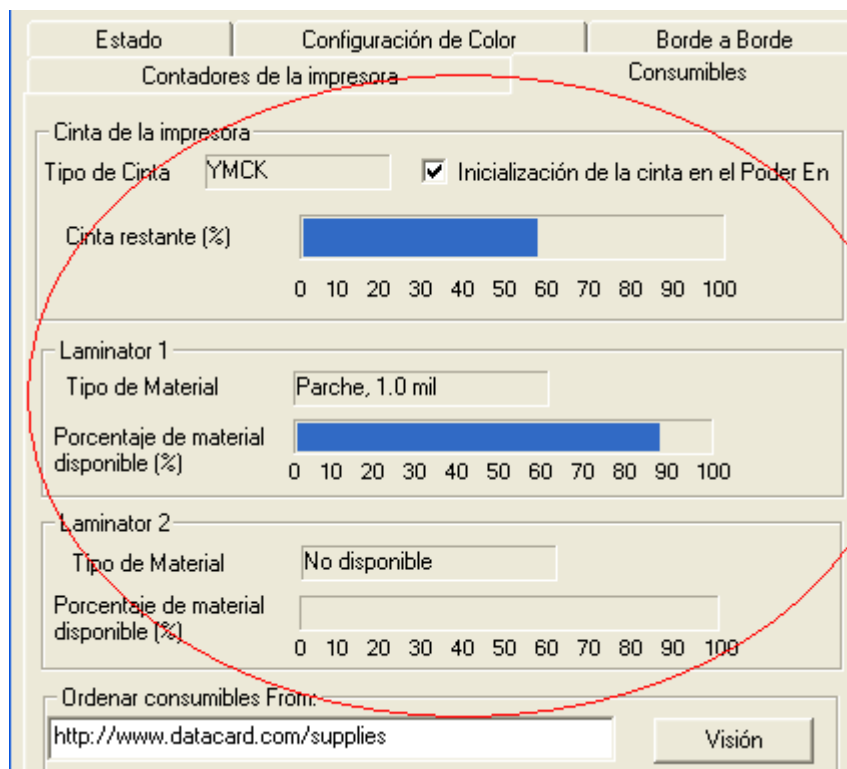 Estado Configuración de Color Borde a Borde
Contadores de la impresora Consumibles
Cinta de la impresora
Tipo de Cinta YMCK Inicialización de la cinta en el Poder En
Cinta restante (%)
0 10 20 30 40 50 60 70 80 90 100
Laminator 1
Tipo de Material Parche, 1.0 mil
Porcentaje de material
disponible (%)
0 10 20 30 40 50 60 70 80 90 100
Laminator 2
Tipo de Material No disponible
Porcentaje de material
disponible (%)
0 10 20 30 40 50 60 70 80 90 100
Ordenar consumibles From:
http://www.datacard.com/supplies Visión